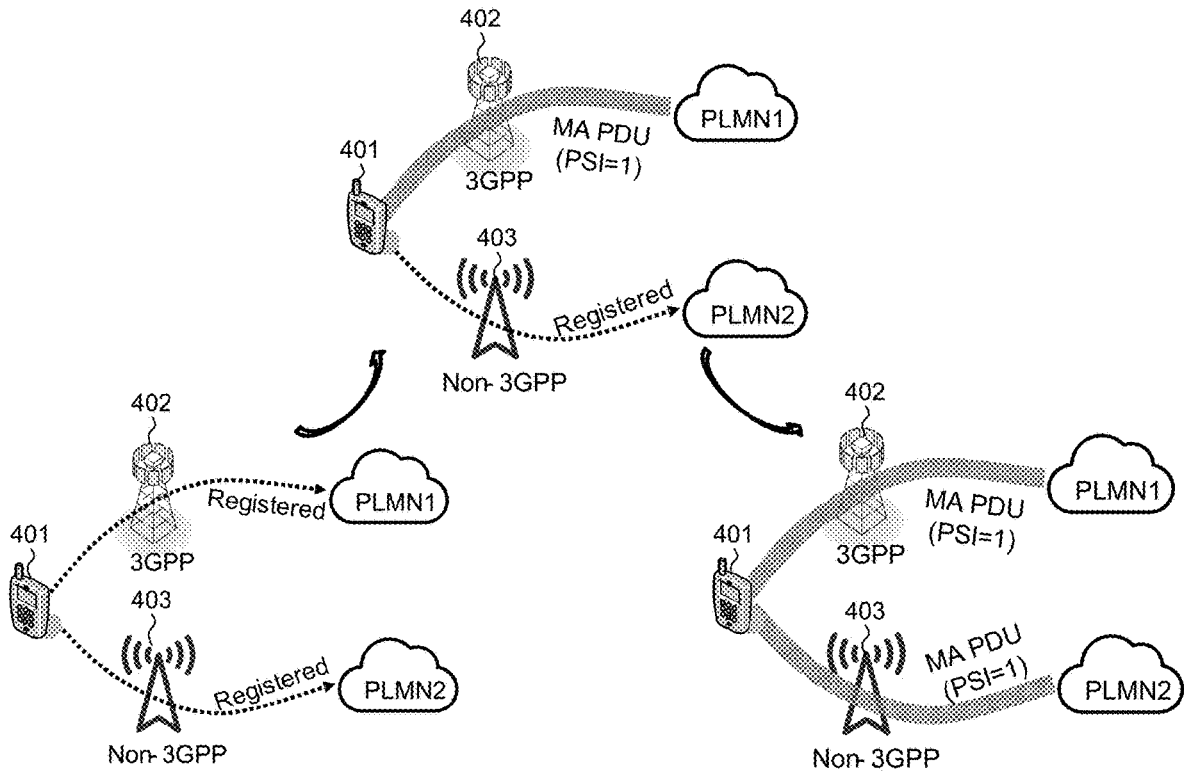 402
PLMN1
MA PDU
(PSI=1)
401
3GPP
403
Registered
PLMN2
Non-3GPP
402
PLMN1
Registered
401
3GPP
403
Registered
PLMN2
Non-3GPP
402
PLMN1
MA PDU
(PSI=1)
401
3GPP
403
MA PDU
(PSI=1)
PLMN2
Non-3GPP